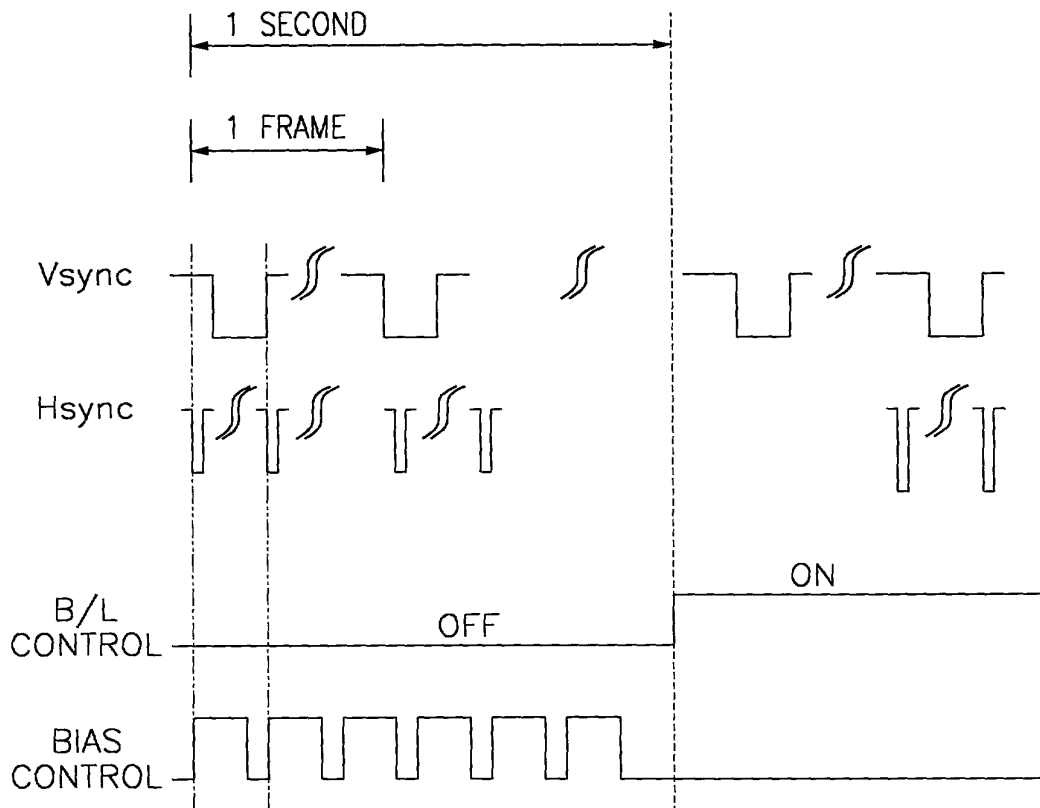 1 SECOND
1 FRAME
Vsync
Hsync
ON
B/L
CONTROL
OFF
BIAS
CONTROL